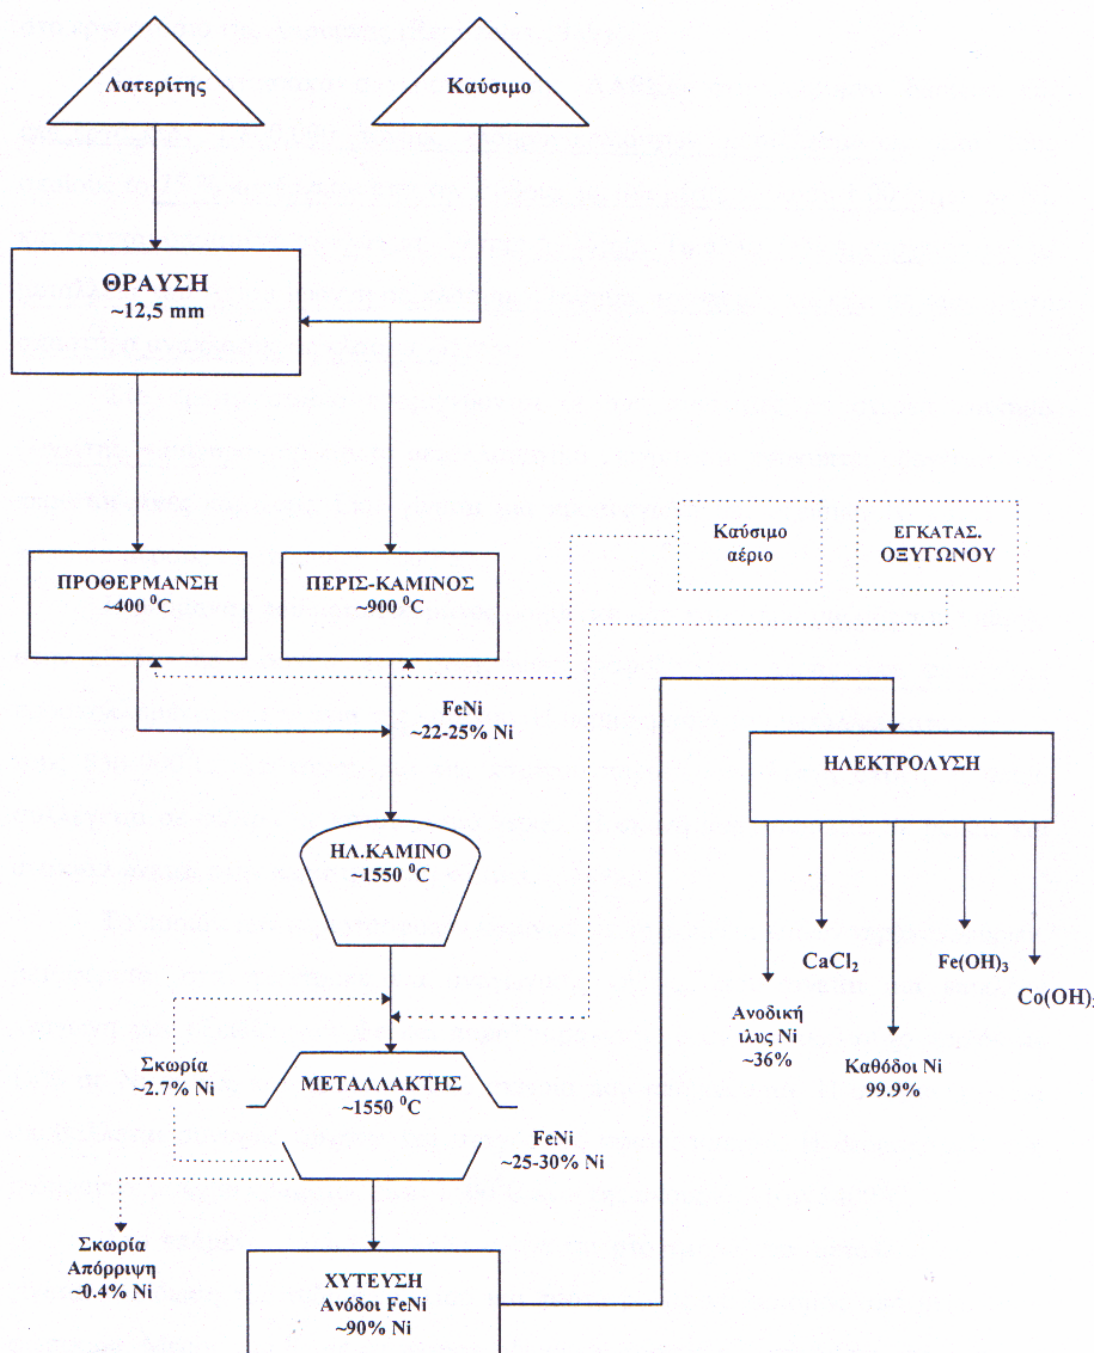 Λατερίτης
Καύσιμο
ΘΡΑΥΣΗ
~12,5 mm
Καύσιμο
αέριο
ΕΓΚΑΤΑΣ.
ΟΞΥΓΩΝΟΥ
ΠΡΟΘΕΡΜΑΝΣΗ
~400 ⁰C
ΠΕΡΙΣ-ΚΑΜΙΝΟΣ
~900 ⁰C
FeNi
~22-25% Ni
ΗΛΕΚΤΡΟΛΥΣΗ
ΗΛ.ΚΑΜΙΝΟ
~1550 ⁰C
CaCl₂
Fe(OH)₃
Co(OH)₃
Ανοδική
ιλυς Ni
~36%
Καθόδοι Ni
99.9%
Σκωρία
~2.7% Ni
ΜΕΤΑΛΛΑΚΤΗΣ
~1550 ⁰C
FeNi
~25-30% Ni
Σκωρία
Απόρριψη
~0.4% Ni
ΧΥΤΕΥΣΗ
Ανόδοι FeNi
~90% Ni